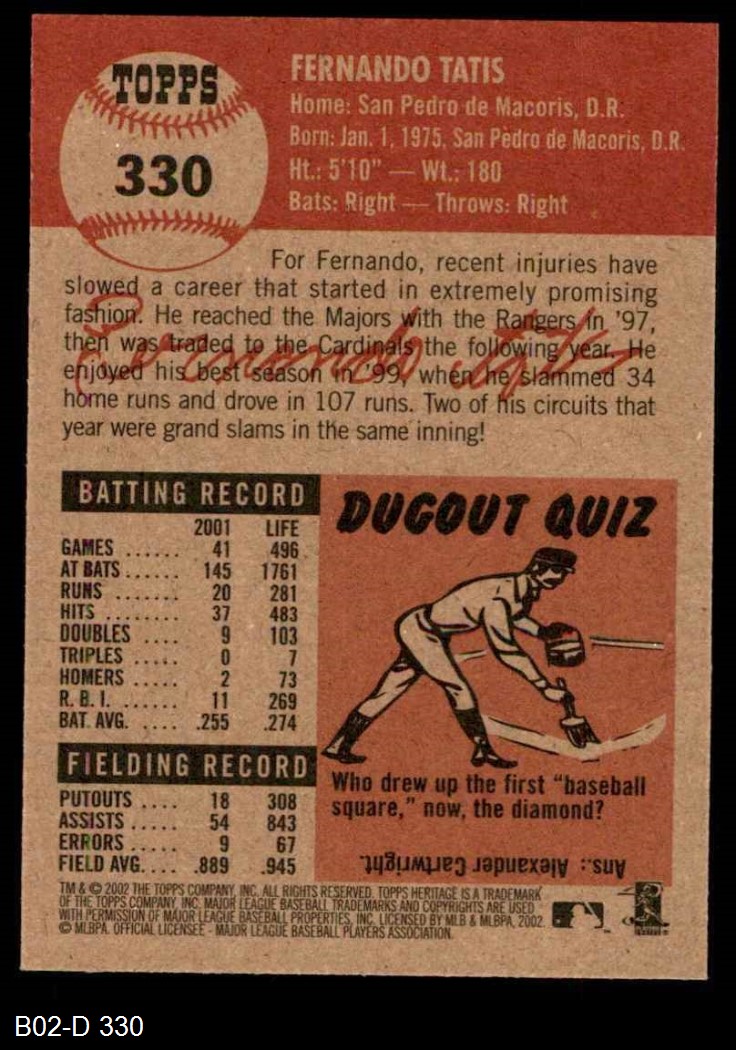 TOPPS
330
FERNANDO TATIS
Home: San Pedro de Macoris, D.R.
Born: Jan. 1, 1975, San Pedro de Macoris, D.R.
Ht.: 5'10" — Wt.: 180
Bats: Right — Throws: Right
For Fernando, recent injuries have
slowed a career that started in extremely promising
fashion. He reached the Majors with the Rangers in '97,
then was traded to the Cardinals the following year. He
enjoyed his best season in '99, when he slammed 34
home runs and drove in 107 runs. Two of his circuits that
year were grand slams in the same inning!
Fernando Tatis
BATTING RECORD
2001 LIFE
GAMES ...... 41 496
AT BATS ...... 145 1761
RUNS ...... 20 281
HITS ........ 37 483
DOUBLES .... 9 103
TRIPLES ..... 0 7
HOMERS ..... 2 73
R. B. I. ...... 11 269
BAT. AVG. .... .255 .274
FIELDING RECORD
PUTOUTS .... 18 308
ASSISTS ..... 54 843
ERRORS ..... 9 67
FIELD AVG. ... .889 .945
DUGOUT QUIZ
Who drew up the first "baseball
square," now, the diamond?
Ans.: Alexander Cartwright.
TM & © 2002 THE TOPPS COMPANY, INC. ALL RIGHTS RESERVED. TOPPS HERITAGE IS A TRADEMARK
OF THE TOPPS COMPANY, INC. MAJOR LEAGUE BASEBALL TRADEMARKS AND COPYRIGHTS ARE USED
WITH PERMISSION OF MAJOR LEAGUE BASEBALL PROPERTIES, INC. LICENSED BY MLB & MLBPA, 2002
© MLBPA. OFFICIAL LICENSEE - MAJOR LEAGUE BASEBALL PLAYERS ASSOCIATION.
B02-D 330